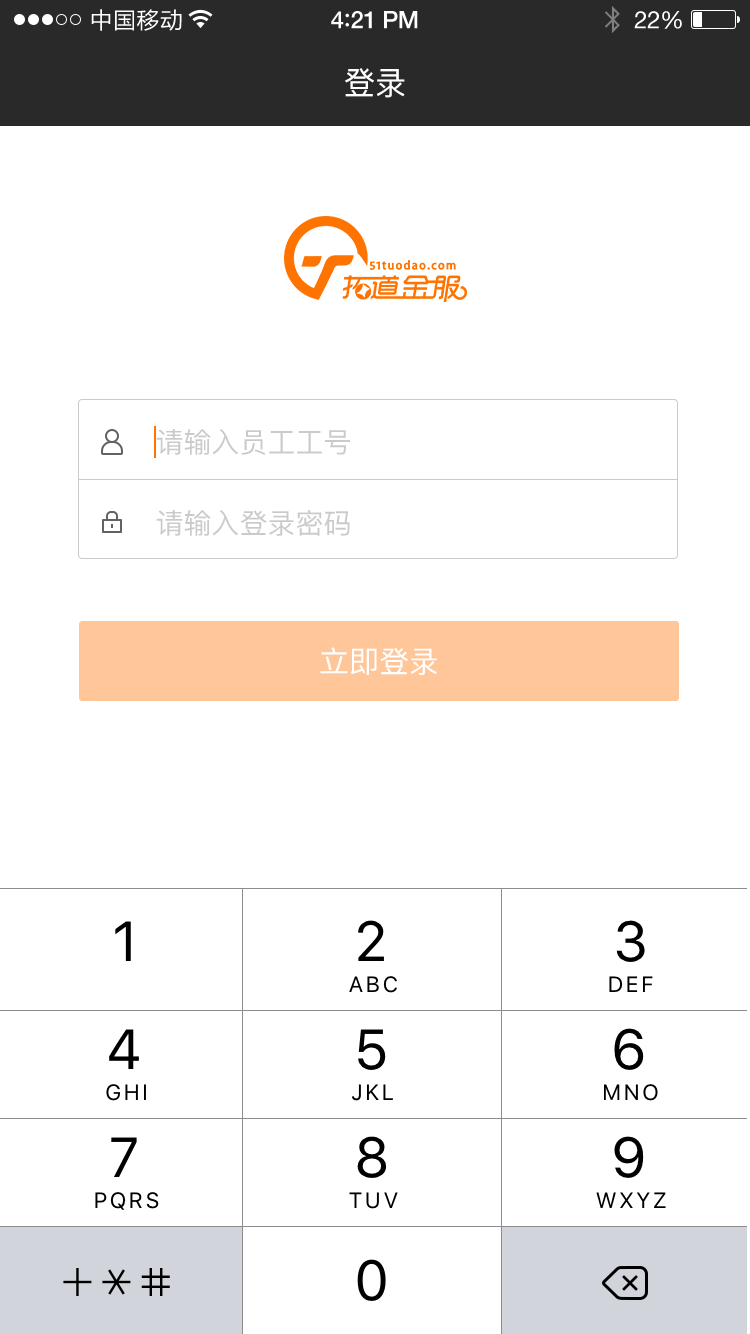 中国移动 4:21 PM 22%
登录
51tuodao.com
拓道金服
请输入员工工号
请输入登录密码
立即登录
1 2 3
ABC DEF
4 5 6
GHI JKL MNO
7 8 9
PQRS TUV WXYZ
+*# 0